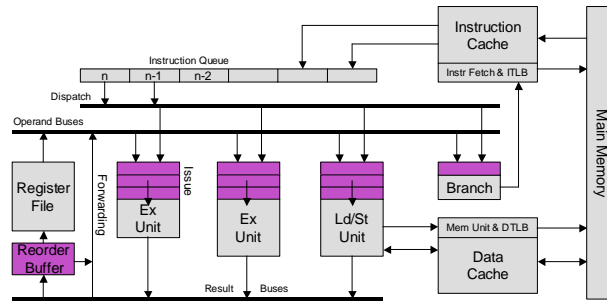 Instruction
Cache
Instr Fetch & ITLB
Main Memory
Instruction Queue
n
n-1
n-2
Dispatch
Operand Buses
Issue
Forwarding
Register
File
Reorder
Buffer
Ex
Unit
Ex
Unit
Ld/St
Unit
Branch
Mem Unit & DTLB
Data
Cache
Result Buses